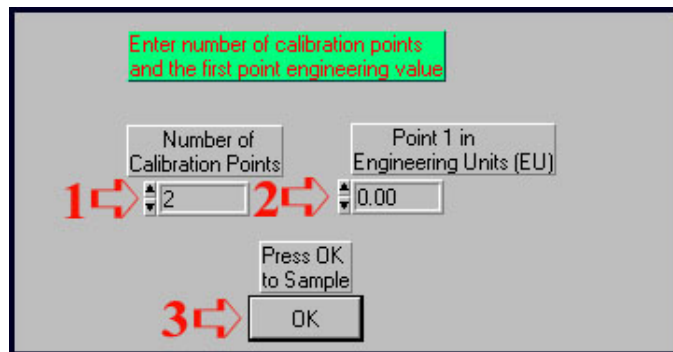 Enter number of calibration points
and the first point engineering value
Number of
Calibration Points
Point 1 in
Engineering Units (EU)
1
2
2
0.00
Press OK
to Sample
3
OK